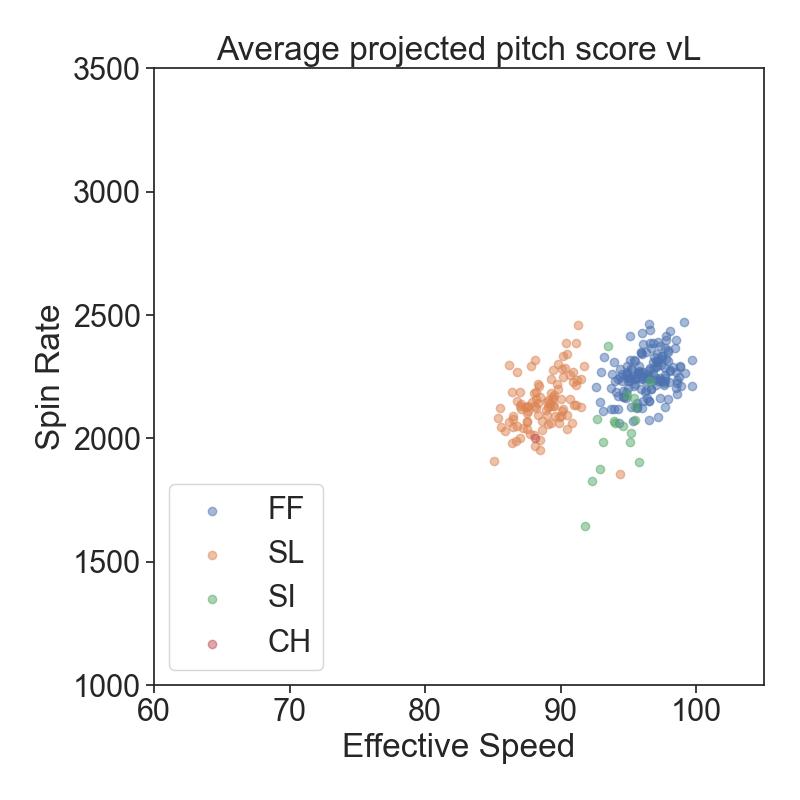 Average projected pitch score vL
3500
3000
2500
2000
1500
1000
Spin Rate
FF
SL
SI
CH
60 70 80 90 100
Effective Speed